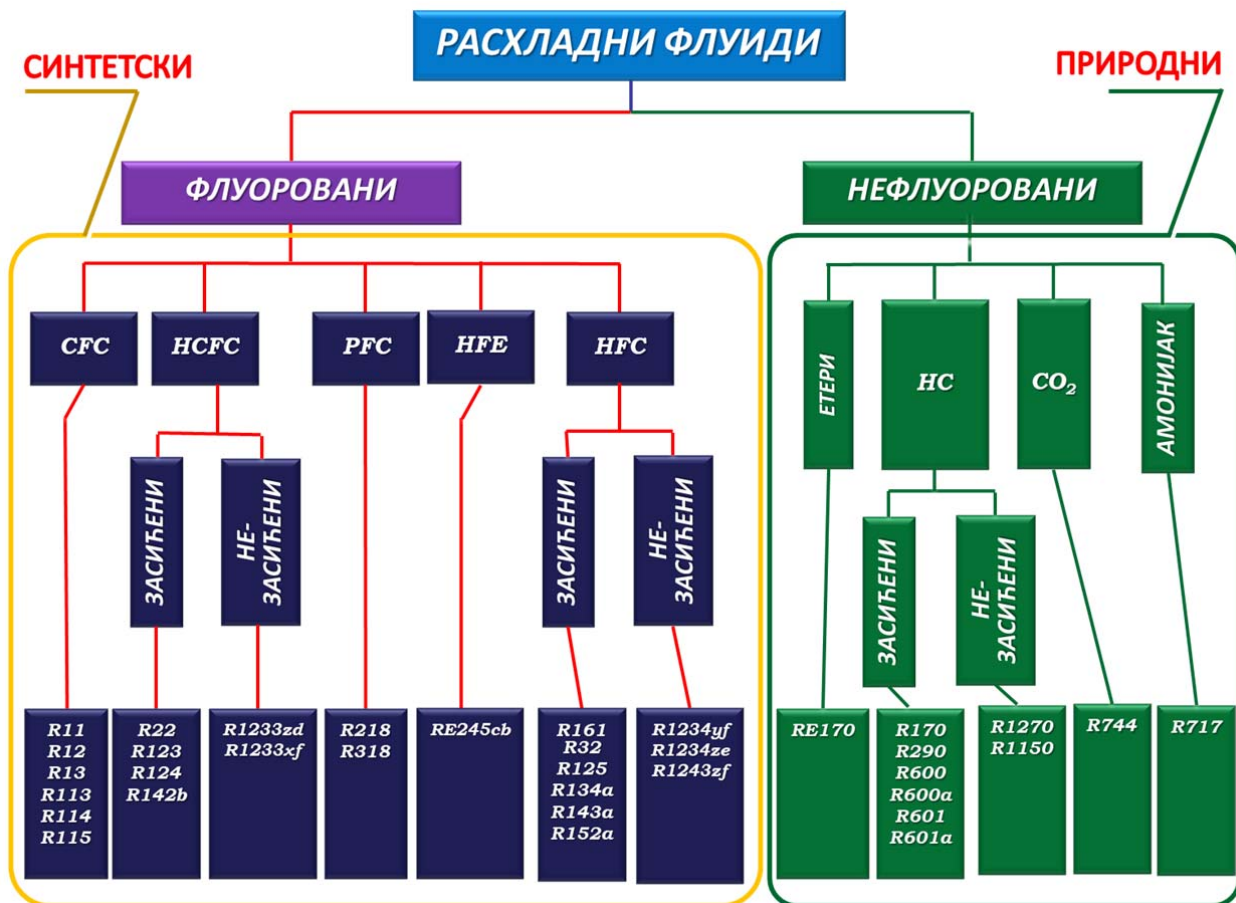 РАСХЛАДНИ ФЛУИДИ
СИНТЕТСКИ
ПРИРОДНИ
ФЛУОРОВАНИ
НЕФЛУОРОВАНИ
CFC
HCFC
PFC
HFE
HFC
ЕТЕРИ
HC
CO₂
АМОНИЈАК
ЗАСИЋЕНИ
НЕ-
ЗАСИЋЕНИ
ЗАСИЋЕНИ
НЕ-
ЗАСИЋЕНИ
ЗАСИЋЕНИ
НЕ-
ЗАСИЋЕНИ
R11
R12
R13
R113
R114
R115
R22
R123
R124
R142b
R1233zd
R1233xf
R218
R318
RE245cb
R161
R32
R125
R134a
R143a
R152a
R1234yf
R1234ze
R1243zf
RE170
R170
R290
R600
R600a
R601
R601a
R1270
R1150
R744
R717